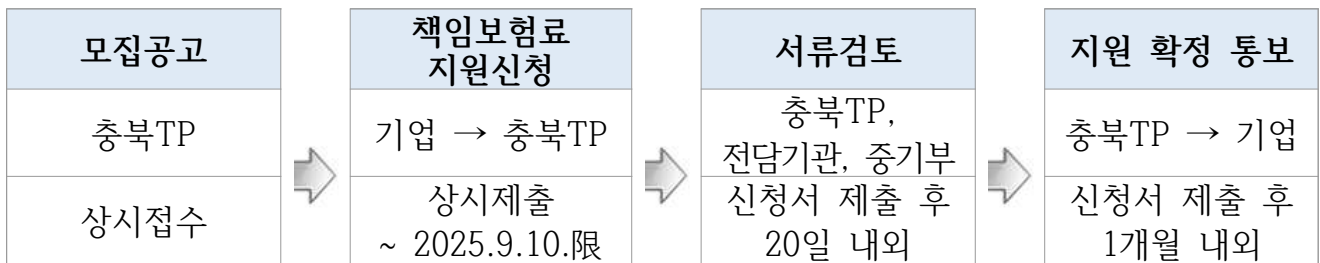 모집공고
충북TP
상시접수
책임보험료
지원신청
기업 → 충북TP
상시제출
~ 2025.9.10.限
서류검토
충북TP,
전담기관, 중기부
신청서 제출 후
20일 내외
지원 확정 통보
충북TP → 기업
신청서 제출 후
1개월 내외